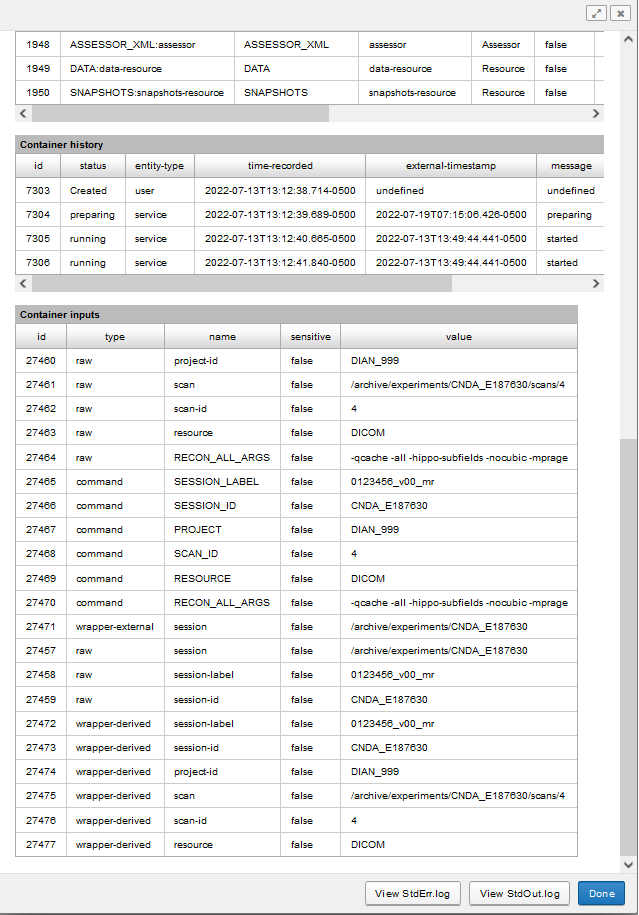 1948 ASSESSOR_XML:assessor ASSESSOR_XML assessor Assessor false
1949 DATA:data-resource DATA data-resource Resource false
1950 SNAPSHOTS:snapshots-resource SNAPSHOTS snapshots-resource Resource false
Container history
id status entity-type time-recorded external-timestamp message
7303 Created user 2022-07-13T13:12:38.714-0500 undefined undefined
7304 preparing service 2022-07-13T13:12:39.689-0500 2022-07-19T07:15:06.426-0500 preparing
7305 running service 2022-07-13T13:12:40.665-0500 2022-07-13T13:49:44.441-0500 started
7306 running service 2022-07-13T13:12:41.840-0500 2022-07-13T13:49:44.441-0500 started
Container inputs
id type name sensitive value
27460 raw project-id false DIAN_999
27461 raw scan false /archive/experiments/CNDA_E187630/scans/4
27462 raw scan-id false 4
27463 raw resource false DICOM
27464 raw RECON_ALL_ARGS false -qcache -all -hippo-subfields -nocubic -mprage
27465 command SESSION_LABEL false 0123456_v00_mr
27466 command SESSION_ID false CNDA_E187630
27467 command PROJECT false DIAN_999
27468 command SCAN_ID false 4
27469 command RESOURCE false DICOM
27470 command RECON_ALL_ARGS false -qcache -all -hippo-subfields -nocubic -mprage
27471 wrapper-external session false /archive/experiments/CNDA_E187630
27457 raw session false /archive/experiments/CNDA_E187630
27458 raw session-label false 0123456_v00_mr
27459 raw session-id false CNDA_E187630
27472 wrapper-derived session-label false 0123456_v00_mr
27473 wrapper-derived session-id false CNDA_E187630
27474 wrapper-derived project-id false DIAN_999
27475 wrapper-derived scan false /archive/experiments/CNDA_E187630/scans/4
27476 wrapper-derived scan-id false 4
27477 wrapper-derived resource false DICOM
View StdErr.log View StdOut.log Done